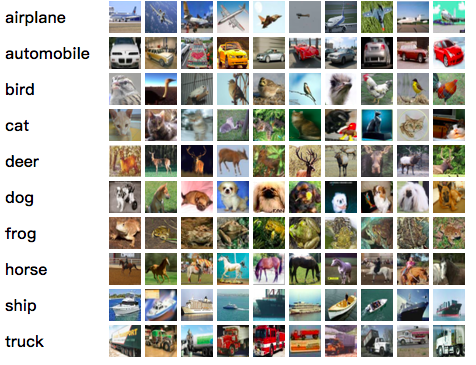 airplane
automobile
bird
cat
deer
dog
frog
horse
ship
truck